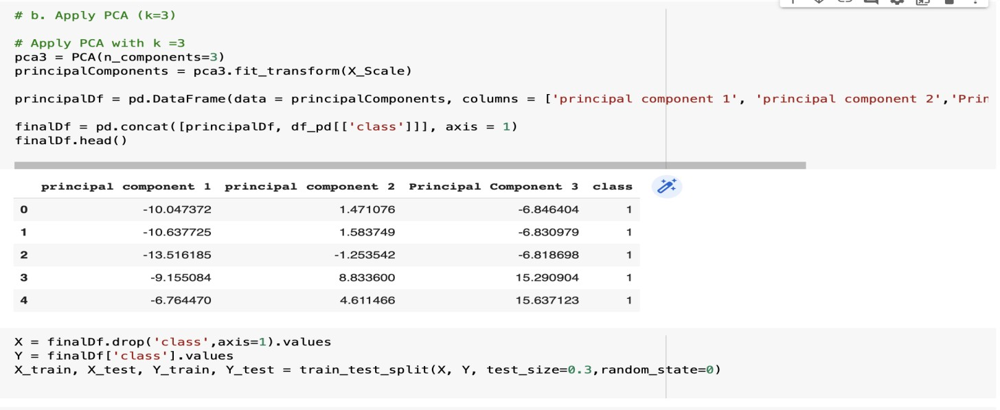 # b. Apply PCA (k=3)
# Apply PCA with k =3
pca3 = PCA(n_components=3)
principalComponents = pca3.fit_transform(X_Scale)
principalDf = pd.DataFrame(data = principalComponents, columns = ['principal component 1', 'principal component 2','Prin
finalDf = pd.concat([principalDf, df_pd[['class']]], axis = 1)
finalDf.head()
principal component 1 principal component 2 Principal Component 3 class
0 -10.047372 1.471076 -6.846404 1
1 -10.637725 1.583749 -6.830979 1
2 -13.516185 -1.253542 -6.818698 1
3 -9.155084 8.833600 15.290904 1
4 -6.764470 4.611466 15.637123 1
X = finalDf.drop('class',axis=1).values
Y = finalDf['class'].values
X_train, X_test, Y_train, Y_test = train_test_split(X, Y, test_size=0.3,random_state=0)